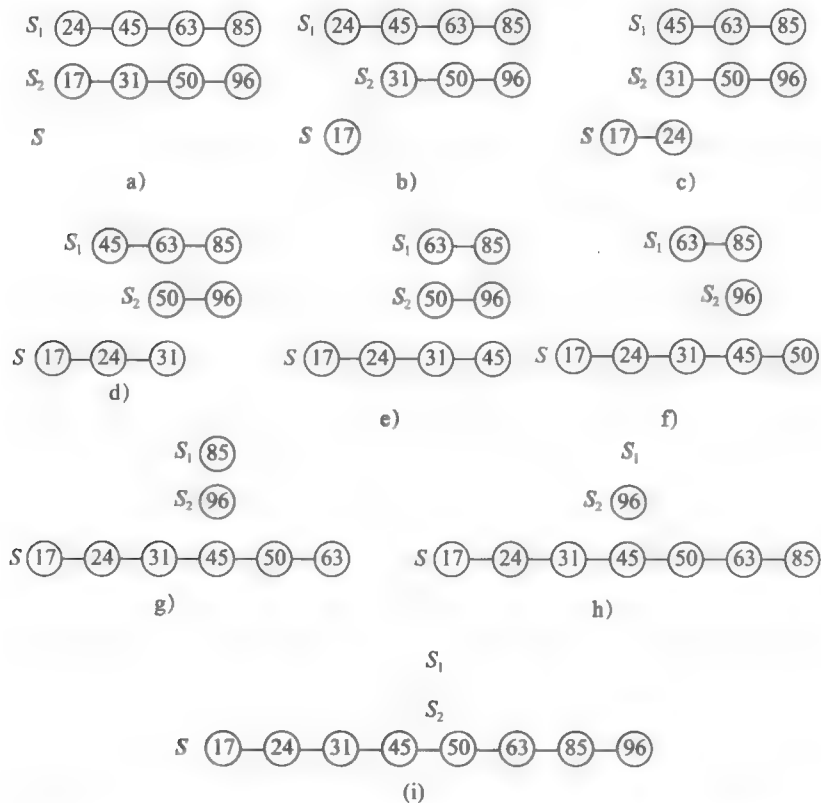 S₁ 24 45 63 85
S₂ 17 31 50 96
S
a)
S₁ 24 45 63 85
S₂ 31 50 96
S 17
b)
S₁ 45 63 85
S₂ 31 50 96
S 17 24
c)
S₁ 45 63 85
S₂ 50 96
S 17 24 31
d)
S₁ 63 85
S₂ 50 96
S 17 24 31 45
e)
S₁ 63 85
S₂ 96
S 17 24 31 45 50
f)
S₁ 85
S₂ 96
S 17 24 31 45 50 63
g)
S₁
S₂ 96
S 17 24 31 45 50 63 85
h)
S₁
S₂
S 17 24 31 45 50 63 85 96
(i)